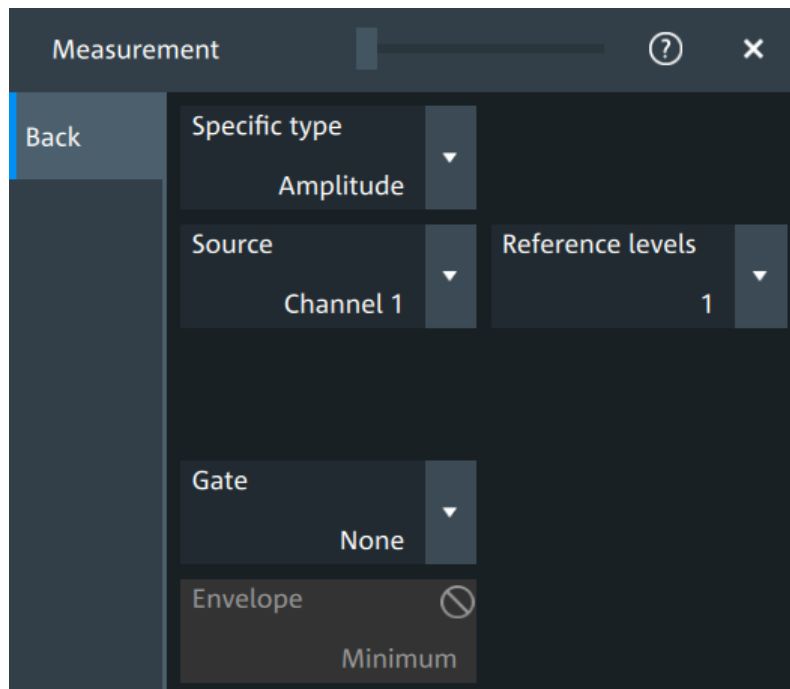 Measurement
Back
Specific type
Amplitude
Source
Channel 1
Reference levels
1
Gate
None
Envelope
Minimum